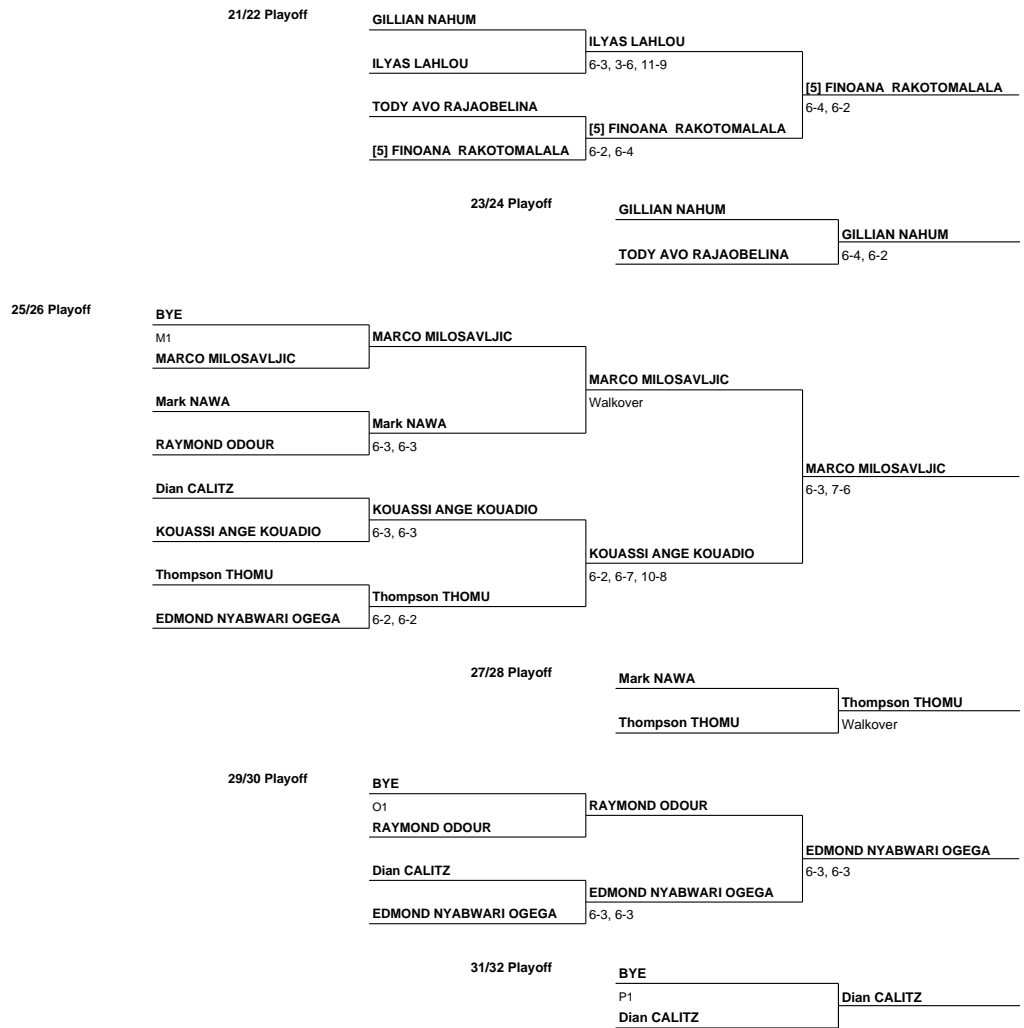 21/22 Playoff
GILLIAN NAHUM
ILYAS LAHLOU
ILYAS LAHLOU
6-3, 3-6, 11-9
[5] FINOANA  RAKOTOMALALA
6-4, 6-2
TODY AVO RAJAOBELINA
[5] FINOANA  RAKOTOMALALA
[5] FINOANA  RAKOTOMALALA
6-2, 6-4
23/24 Playoff
GILLIAN NAHUM
GILLIAN NAHUM
TODY AVO RAJAOBELINA
6-4, 6-2
25/26 Playoff
BYE
M1
MARCO MILOSAVLJIC
MARCO MILOSAVLJIC
MARCO MILOSAVLJIC
Walkover
Mark NAWA
Mark NAWA
RAYMOND ODOUR
6-3, 6-3
MARCO MILOSAVLJIC
6-3, 7-6
Dian CALITZ
KOUASSI ANGE KOUADIO
KOUASSI ANGE KOUADIO
6-3, 6-3
KOUASSI ANGE KOUADIO
6-2, 6-7, 10-8
Thompson THOMU
Thompson THOMU
EDMOND NYABWARI OGEGA
6-2, 6-2
27/28 Playoff
Mark NAWA
Thompson THOMU
Thompson THOMU
Walkover
29/30 Playoff
BYE
O1
RAYMOND ODOUR
RAYMOND ODOUR
EDMOND NYABWARI OGEGA
6-3, 6-3
Dian CALITZ
EDMOND NYABWARI OGEGA
EDMOND NYABWARI OGEGA
6-3, 6-3
31/32 Playoff
BYE
P1
Dian CALITZ
Dian CALITZ